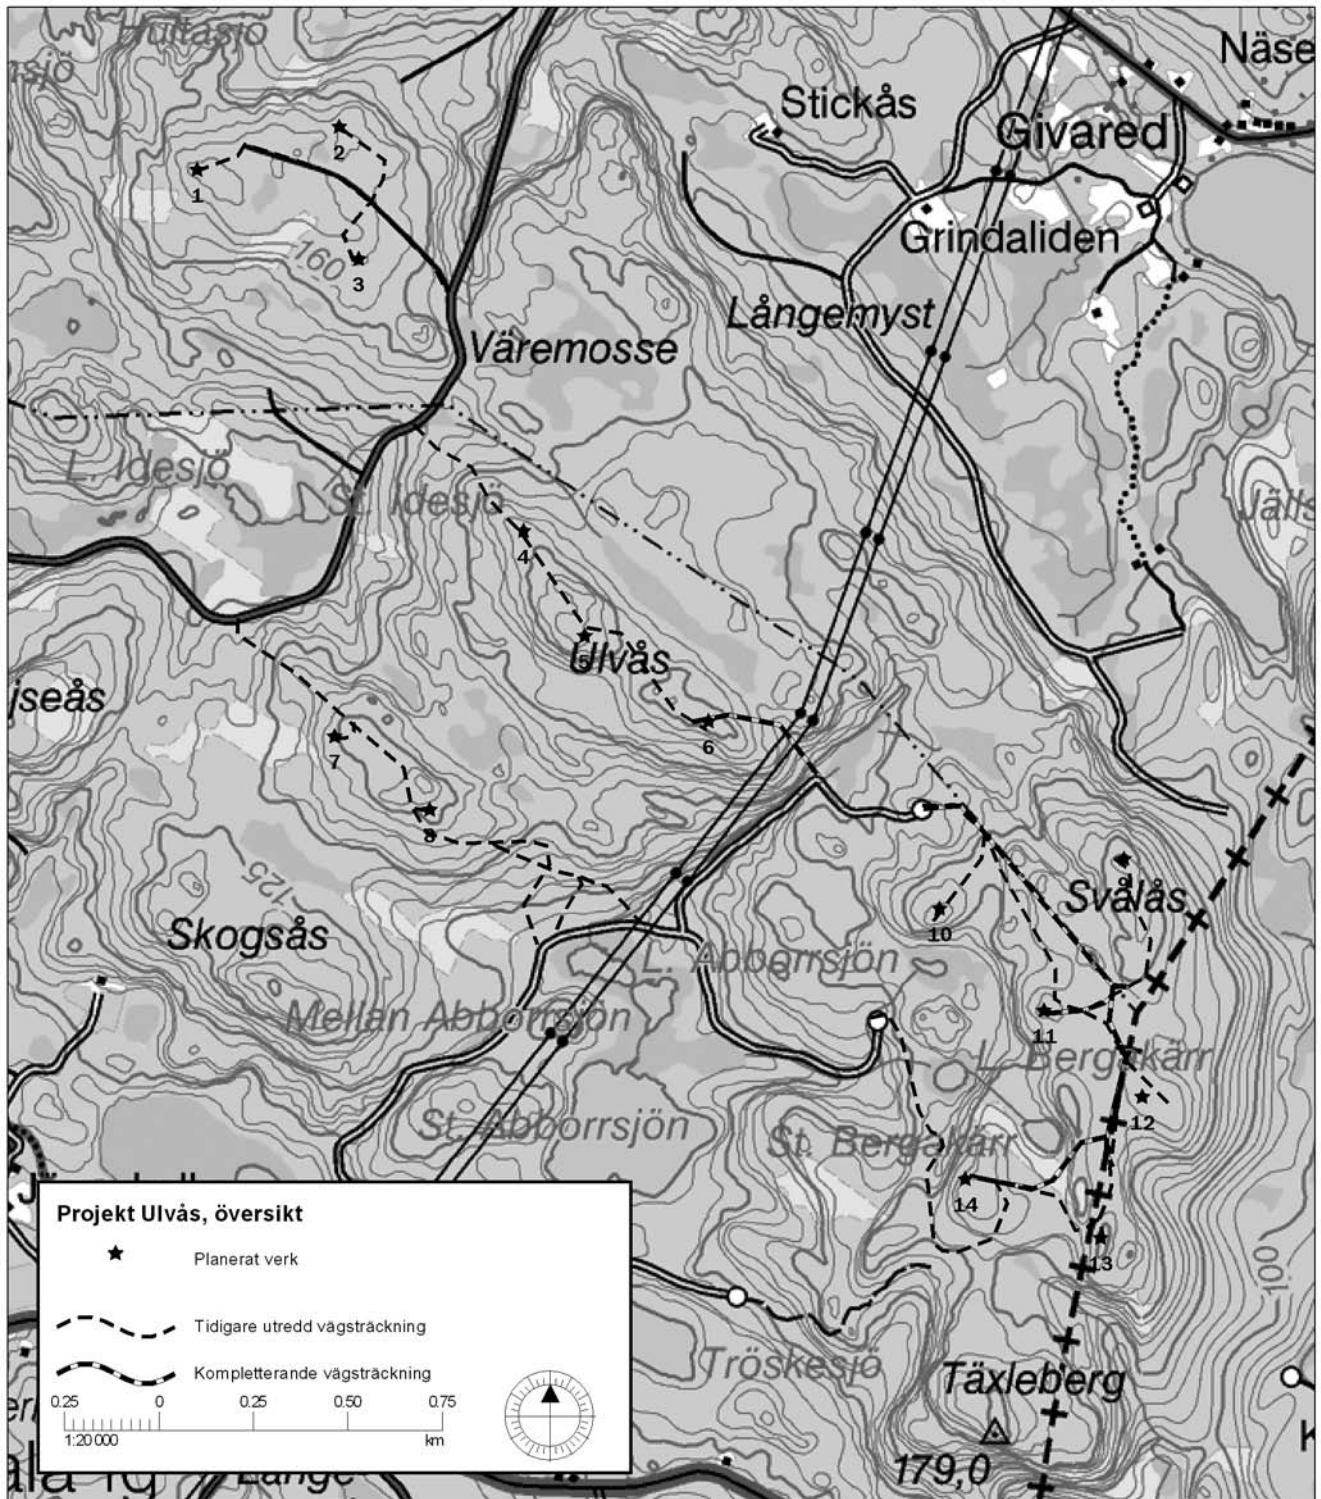 Hultasjö
Näse
Stickås
Givared
2
1
Grindaliden
160
3
Långemyst
Väremosse
L. Idesjö
St. Idesjö
Jälls
4
Ulvås
5
jseås
6
7
8
Svålås
125
10
Skogsås
L. Abborrsjön
Mellan Abborrsjön
11
L. Bergakärr
St. Abborrsjön
12
St. Bergakärr
14
13
100
Projekt Ulvås, översikt
Planerat verk
Tidigare utredd vägsträckning
Kompletterande vägsträckning
0.25 0 0.25 0.50 0.75
1:20 000 km
Tröskesjö
Täxleberg
179,0
Långe